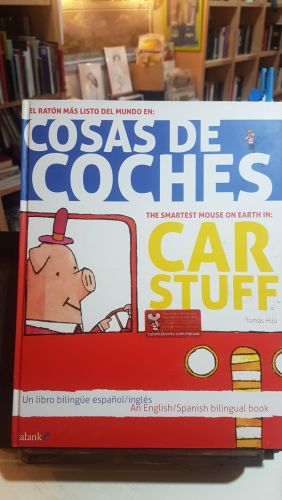 EL RATÓN MÁS LISTO DEL MUNDO EN:
COSAS DE
COCHES
THE SMARTEST MOUSE ON EARTH IN:
CAR
STUFF
Tomás Hijo
Un libro bilingüe español/inglés
An English/Spanish bilingual book